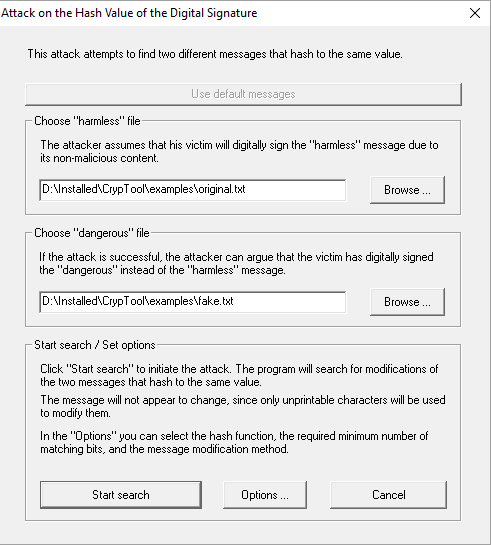 Attack on the Hash Value of the Digital Signature
This attack attempts to find two different messages that hash to the same value.
Use default messages
Choose "harmless" file
The attacker assumes that his victim will digitally sign the "harmless" message due to
its non-malicious content.
D:\Installed\CrypTool\examples\original.txt
Browse ...
Choose "dangerous" file
If the attack is successful, the attacker can argue that the victim has digitally signed
the "dangerous" instead of the "harmless" message.
D:\Installed\CrypTool\examples\fake.txt
Browse ...
Start search / Set options
Click "Start search" to initiate the attack. The program will search for modifications of
the two messages that hash to the same value.
The message will not appear to change, since only unprintable characters will be used
to modify them.
In the "Options" you can select the hash function, the required minimum number of
matching bits, and the message modification method.
Start search
Options ...
Cancel